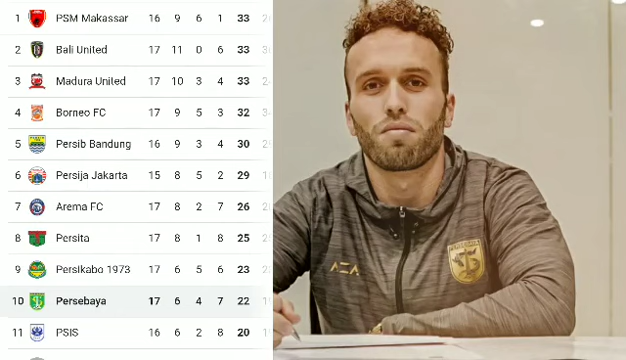 1 PSM Makassar 16 9 6 1 33
2 Bali United 17 11 0 6 33
3 Madura United 17 10 3 4 33
4 Borneo FC 17 9 5 3 32
5 Persib Bandung 16 9 3 4 30
6 Persija Jakarta 15 8 5 2 29
7 Arema FC 17 8 2 7 26
8 Persita 17 8 1 8 25
9 Persikabo 1973 17 6 5 6 23
10 Persebaya 17 6 4 7 22
11 PSIS 16 6 2 8 20
AZA